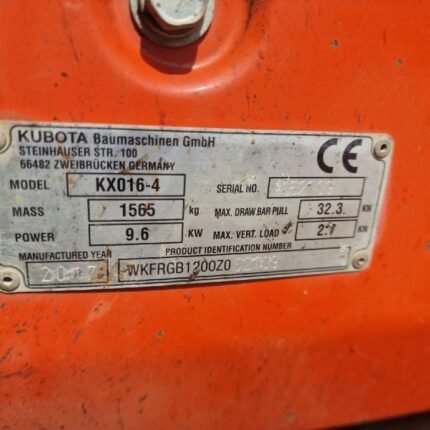 KUBOTA Baumaschinen GmbH
STEINHAUSER STR. 100
66482 ZWEIBRÜCKEN GERMANY
CE
MODEL KX016-4 SERIAL NO.
MASS 1565 kg MAX. DRAW BAR PULL 32.3 KN
POWER 9.6 KW MAX. VERT. LOAD KN
MANUFACTURED YEAR PRODUCT IDENTIFICATION NUMBER
2017 WKFRGB1200Z0